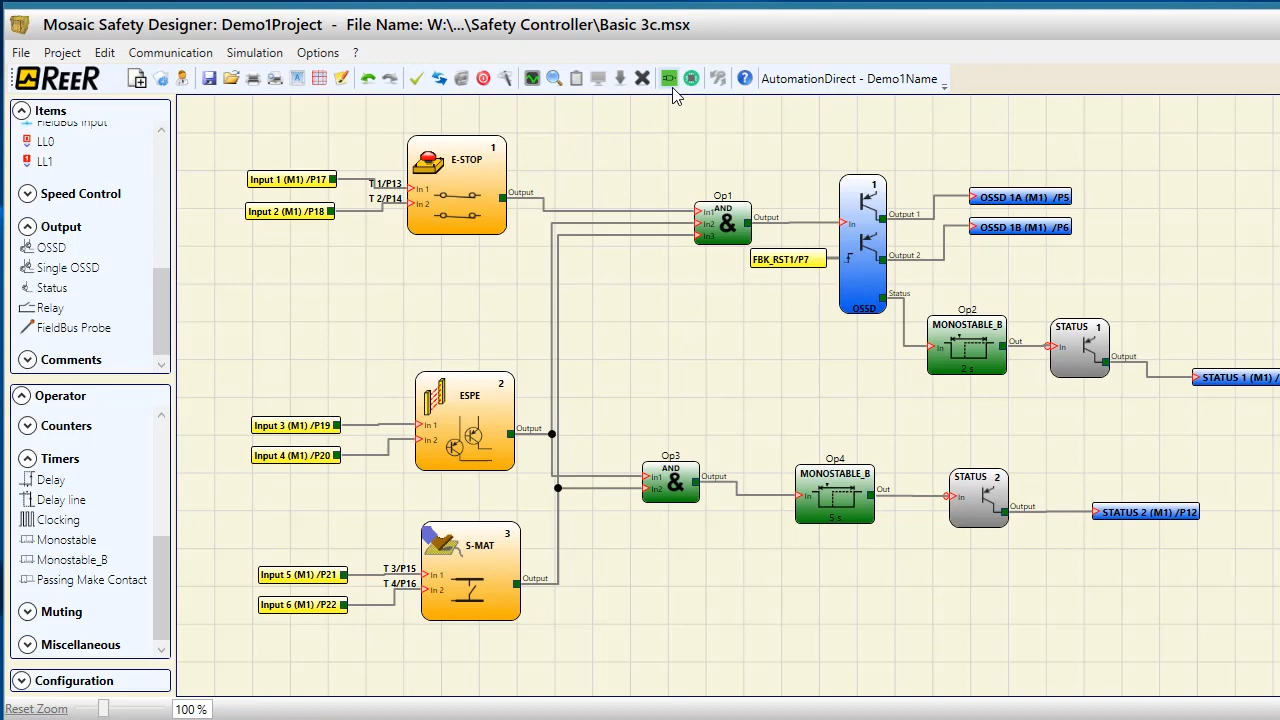 Mosaic Safety Designer: Demo1Project - File Name: W:\...\Safety Controller\Basic 3c.msx
File Project Edit Communication Simulation Options ?
REER
AutomationDirect - Demo1Name
Items
FieldBus Input
LL0
LL1
Speed Control
Output
OSSD
Single OSSD
Status
Relay
FieldBus Probe
Comments
Operator
Counters
Timers
Delay
Delay line
Clocking
Monostable
Monostable_B
Passing Make Contact
Muting
Miscellaneous
Configuration
Reset Zoom
100 %
Input 1 (M1) /P17
Input 2 (M1) /P18
T 1/P13
T 2/P14
1
E-STOP
In 1
In 2
Output
Op1
AND
&
In1
In2
In3
Output
FBK_RST1/P7
1
In
Output 1
Output 2
Status
OSSD
OSSD 1A (M1) /P5
OSSD 1B (M1) /P6
Op2
MONOSTABLE_B
In
Out
2 s
STATUS 1
In
Output
STATUS 1 (M1) /
Input 3 (M1) /P19
Input 4 (M1) /P20
2
ESPE
In 1
In 2
Output
Op3
AND
&
In1
In2
Output
Op4
MONOSTABLE_B
In
Out
5 s
STATUS 2
In
Output
STATUS 2 (M1) /P12
Input 5 (M1) /P21
Input 6 (M1) /P22
T 3/P15
T 4/P16
3
S-MAT
In 1
In 2
Output